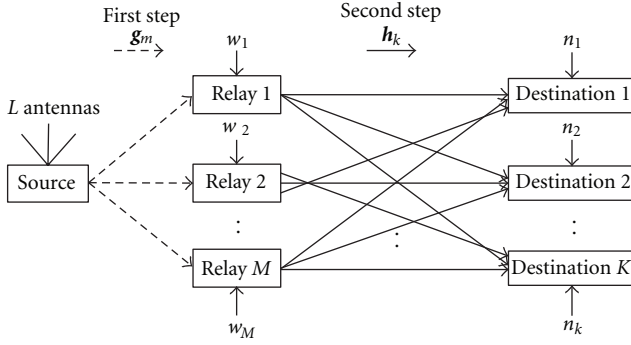 First step
g_m
Second step
h_k
L antennas
Source
w_1
Relay 1
w_2
Relay 2
⋮
Relay M
w_M
⋮
n_1
Destination 1
n_2
Destination 2
⋮
Destination K
n_k